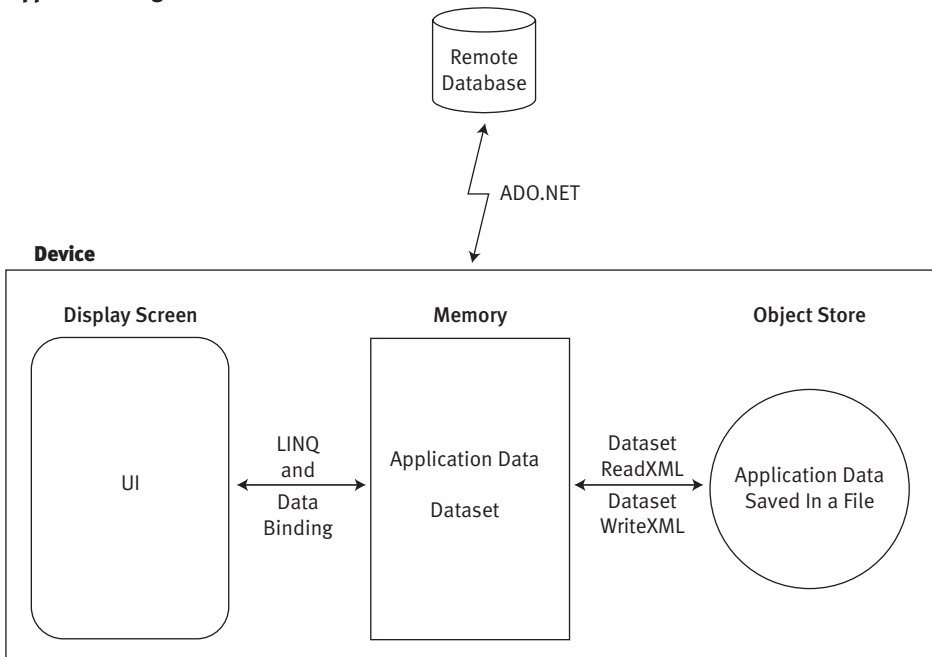 Remote
Database
ADO.NET
Device
Display Screen
Memory
Object Store
UI
LINQ
and
Data
Binding
Application Data
Dataset
Dataset
ReadXML
Dataset
WriteXML
Application Data
Saved In a File